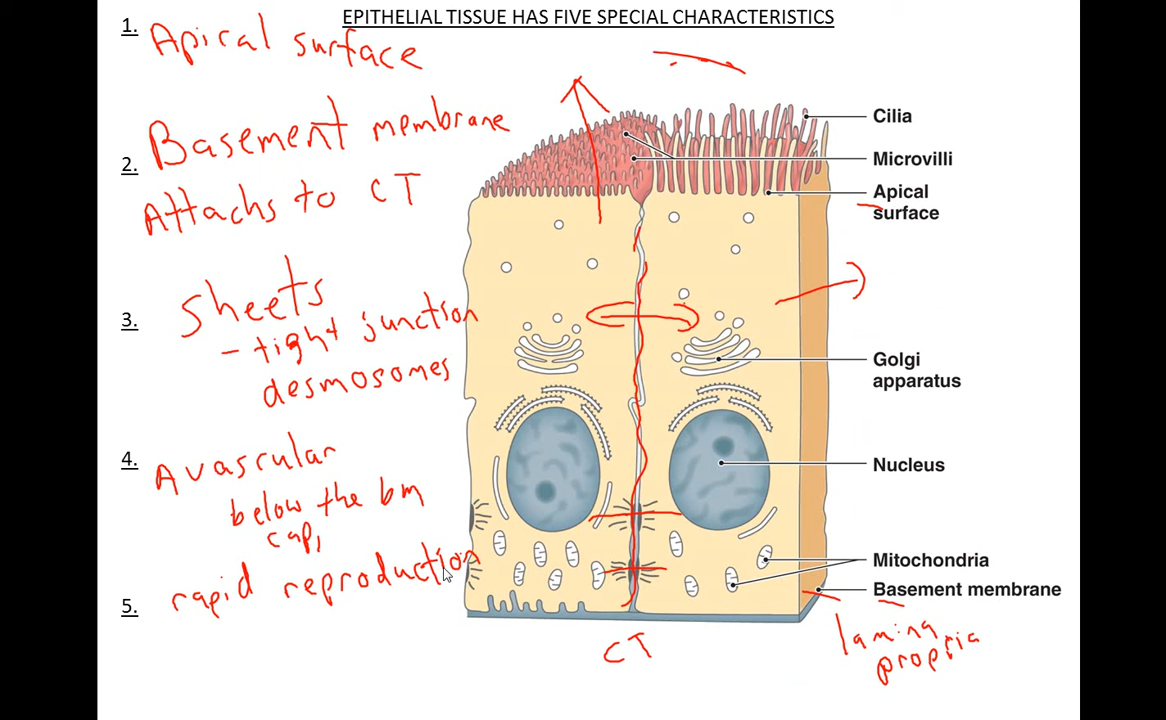 EPITHELIAL TISSUE HAS FIVE SPECIAL CHARACTERISTICS
1. Apical surface
Basement membrane
2.
Attachs to CT
3. Sheets
- tight junction
desmosomes
4. Avascular
below the bm
cap,
rapid reproduction
5.
Cilia
Microvilli
Apical
surface
Golgi
apparatus
Nucleus
Mitochondria
Basement membrane
lamina
propria
CT